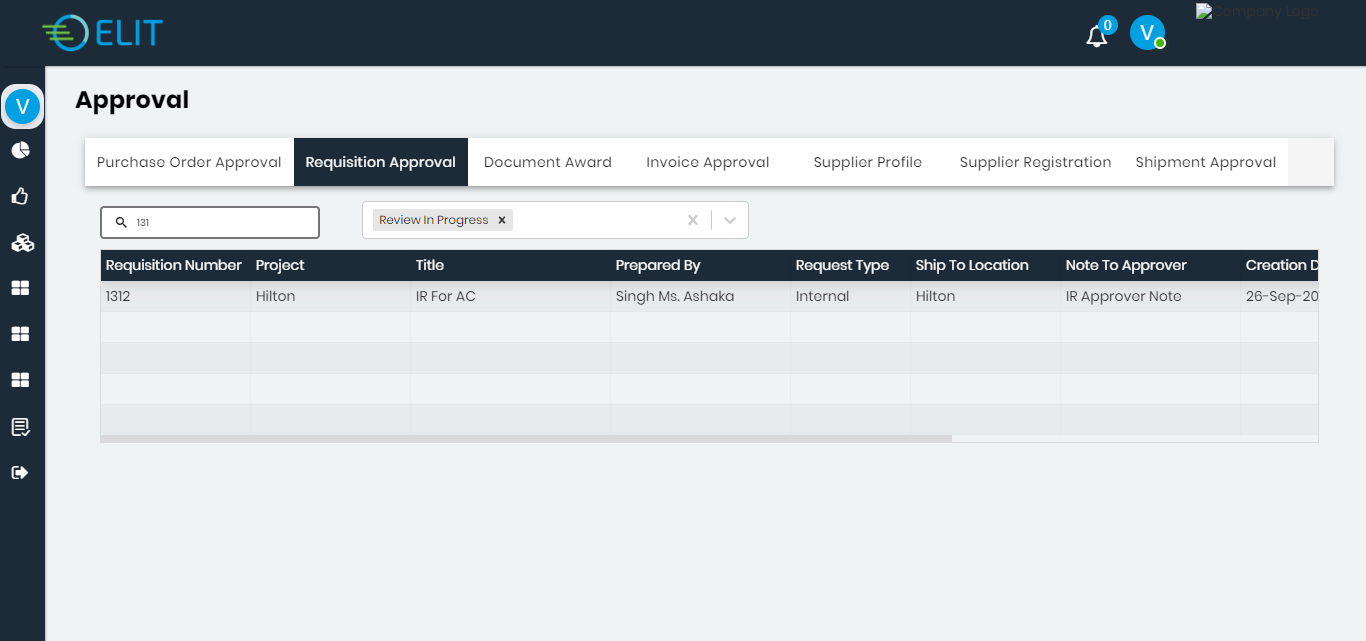 ELIT
0
V
Company Logo
V
Approval
Purchase Order Approval Requisition Approval Document Award Invoice Approval Supplier Profile Supplier Registration Shipment Approval
131
Review In Progress
Requisition Number Project Title Prepared By Request Type Ship To Location Note To Approver Creation D
1312 Hilton IR For AC Singh Ms. Ashaka Internal Hilton IR Approver Note 26-Sep-20